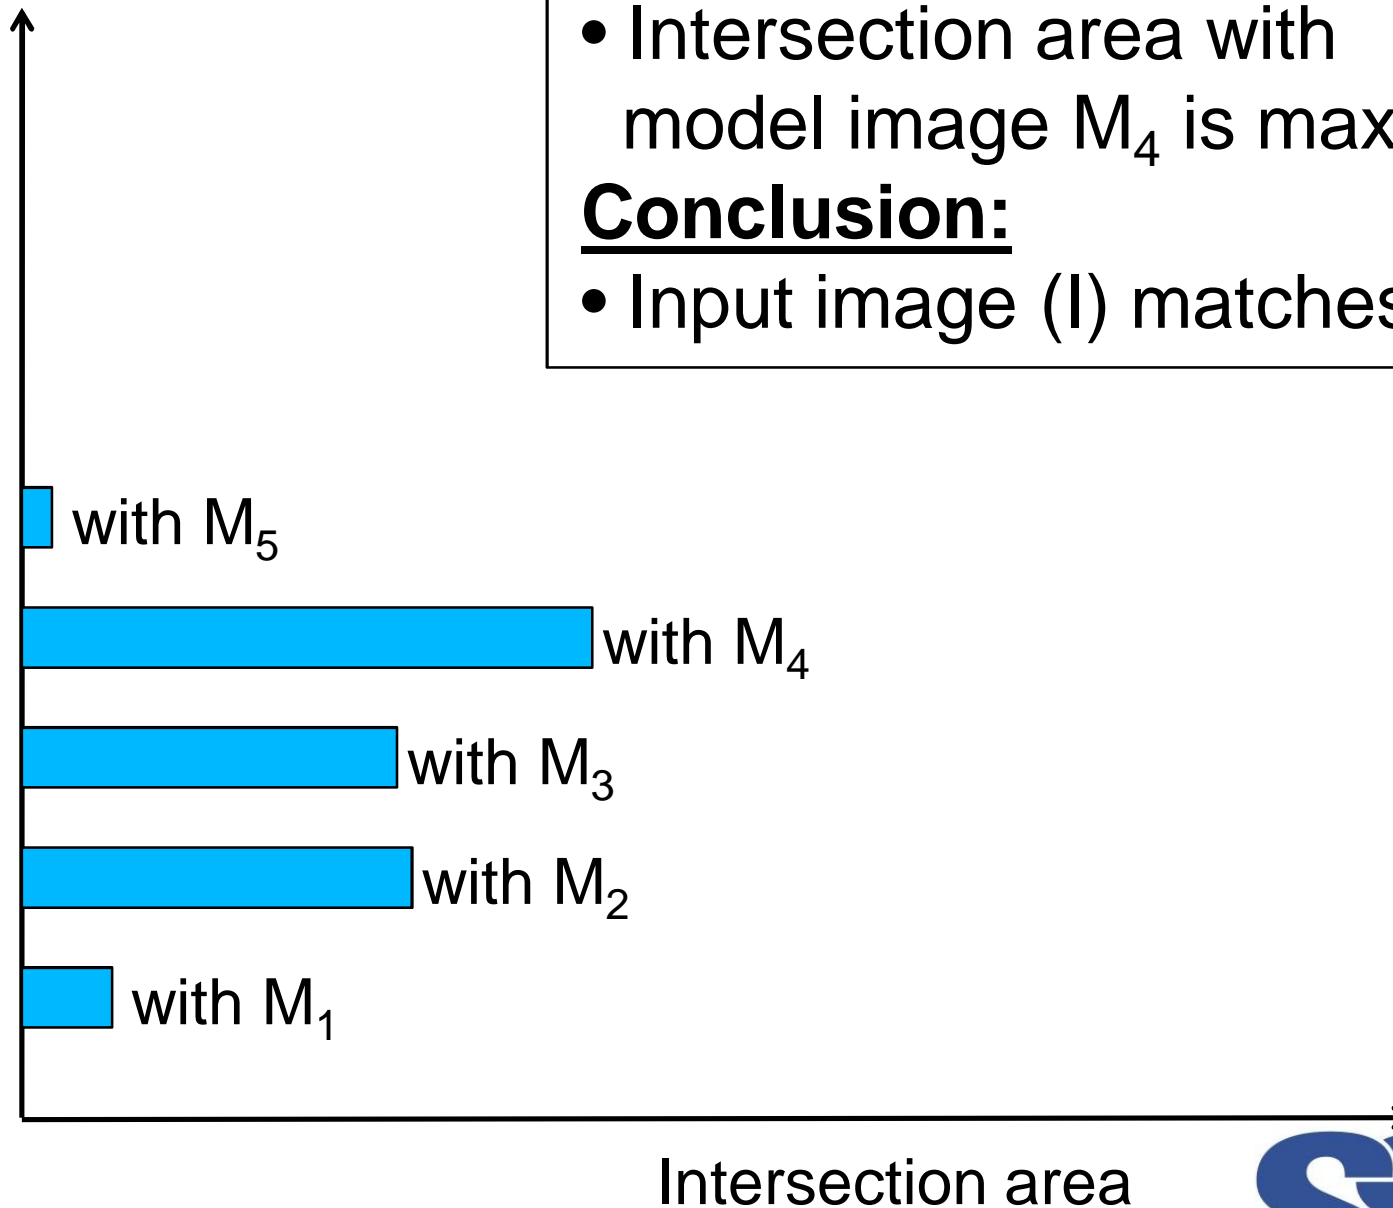 • Intersection area with
model image M₄ is max
Conclusion:
• Input image (I) matches
with M₅
with M₄
with M₃
with M₂
with M₁
Intersection area